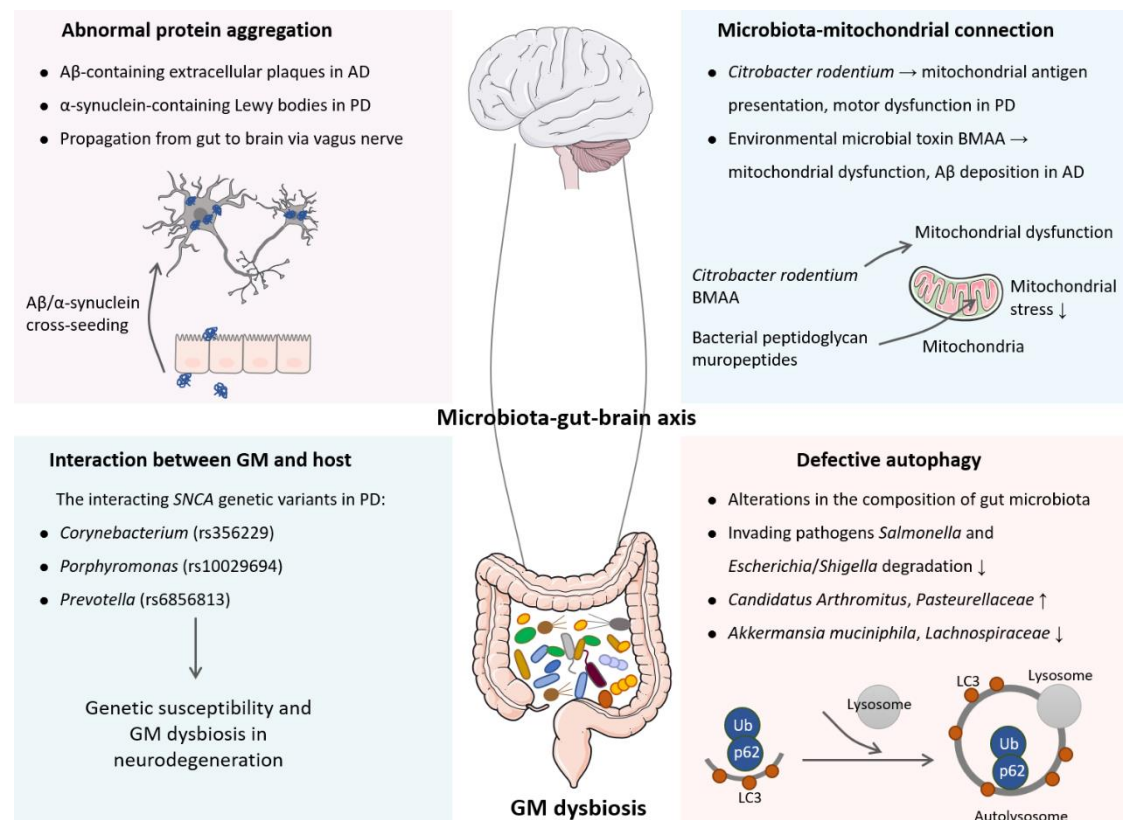 Abnormal protein aggregation
● Aβ-containing extracellular plaques in AD
● α-synuclein-containing Lewy bodies in PD
● Propagation from gut to brain via vagus nerve
Aβ/α-synuclein
cross-seeding
Microbiota-mitochondrial connection
● Citrobacter rodentium → mitochondrial antigen
presentation, motor dysfunction in PD
● Environmental microbial toxin BMAA →
mitochondrial dysfunction, Aβ deposition in AD
Mitochondrial dysfunction
Citrobacter rodentium
BMAA
Mitochondrial
stress ↓
Bacterial peptidoglycan
muropeptides
Mitochondria
Microbiota-gut-brain axis
Interaction between GM and host
The interacting SNCA genetic variants in PD:
● Corynebacterium (rs356229)
● Porphyromonas (rs10029694)
● Prevotella (rs6856813)
Genetic susceptibility and
GM dysbiosis in
neurodegeneration
GM dysbiosis
Defective autophagy
● Alterations in the composition of gut microbiota
● Invading pathogens Salmonella and
Escherichia/Shigella degradation ↓
● Candidatus Arthromitus, Pasteurellaceae ↑
● Akkermansia muciniphila, Lachnospiraceae ↓
Ub
p62
LC3
Lysosome
LC3
Lysosome
Ub
p62
Autolysosome